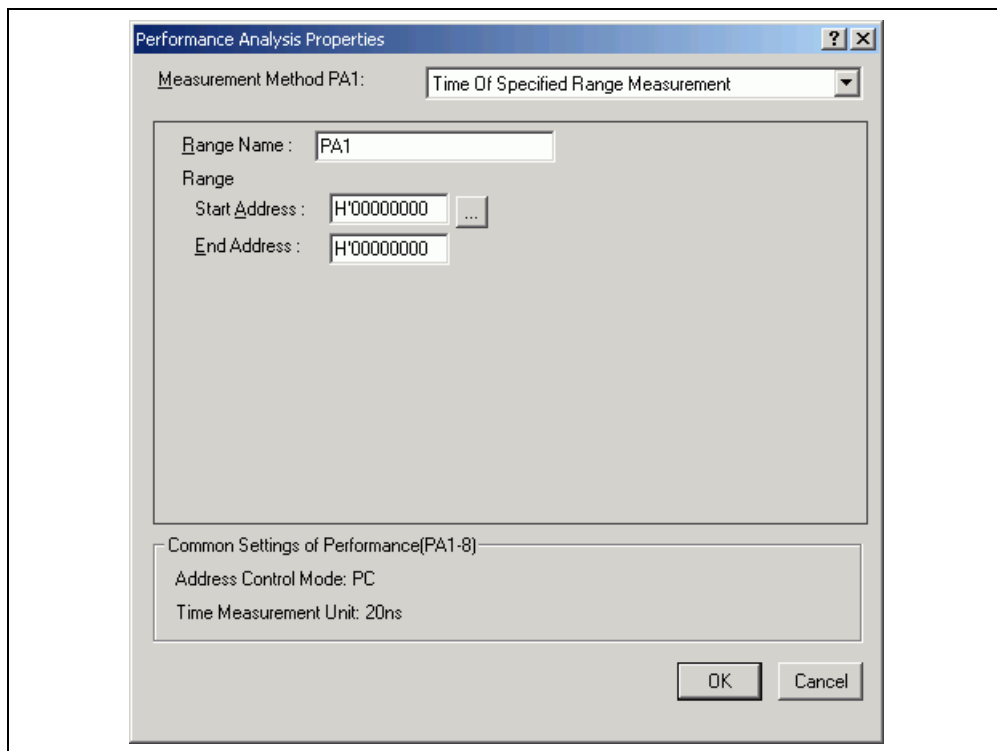 Performance Analysis Properties
Measurement Method PA1: Time Of Specified Range Measurement
Range Name : PA1
Range
Start Address : H'00000000 ...
End Address : H'00000000
Common Settings of Performance(PA1-8)
Address Control Mode: PC
Time Measurement Unit: 20ns
OK Cancel